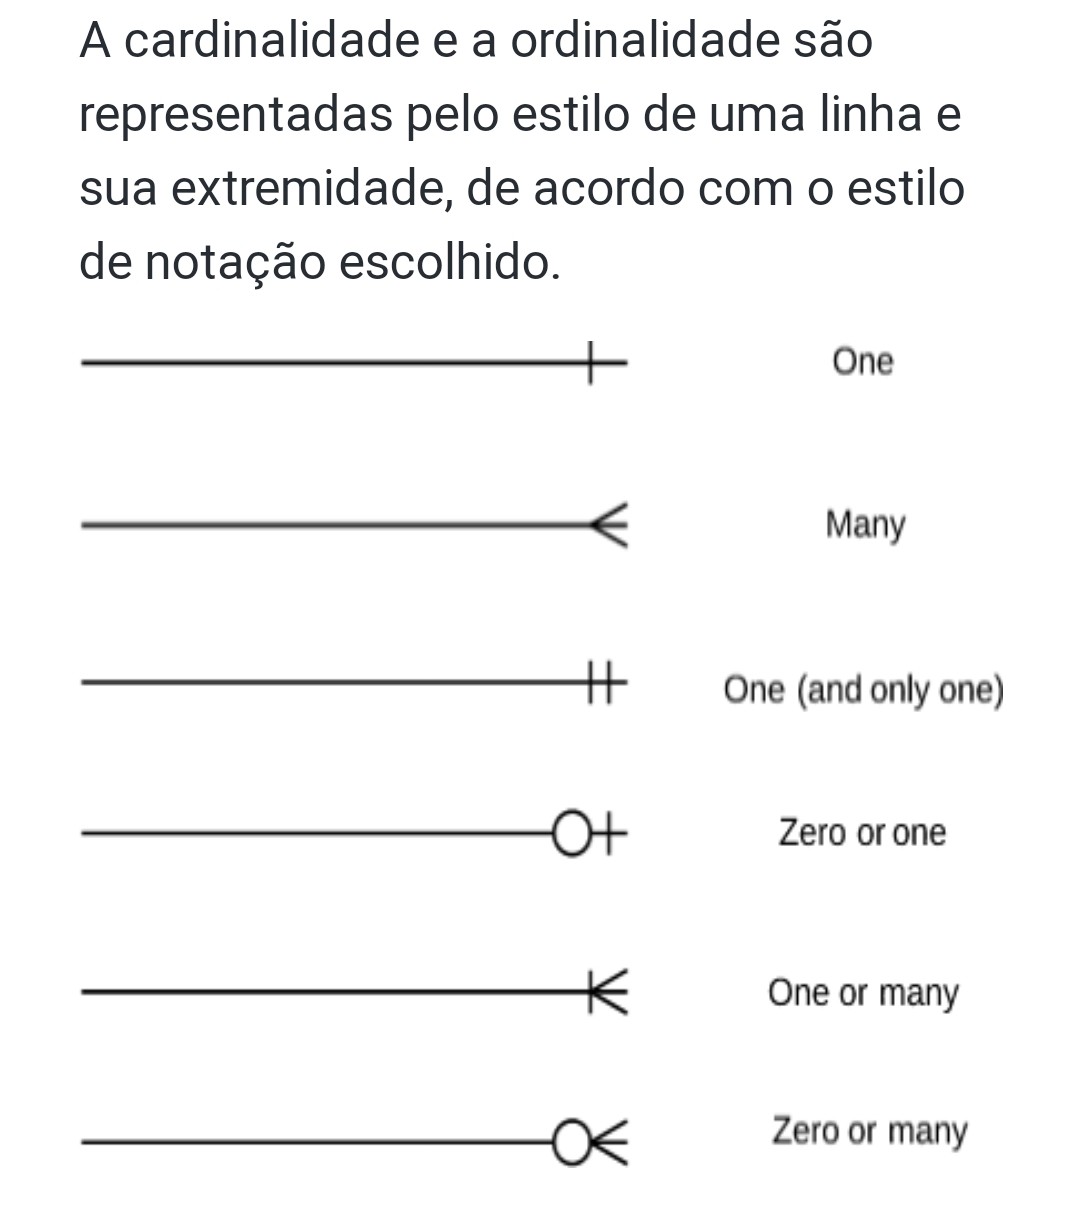 A cardinalidade e a ordinalidade são
representadas pelo estilo de uma linha e
sua extremidade, de acordo com o estilo
de notação escolhido.
One
Many
One (and only one)
Zero or one
One or many
Zero or many